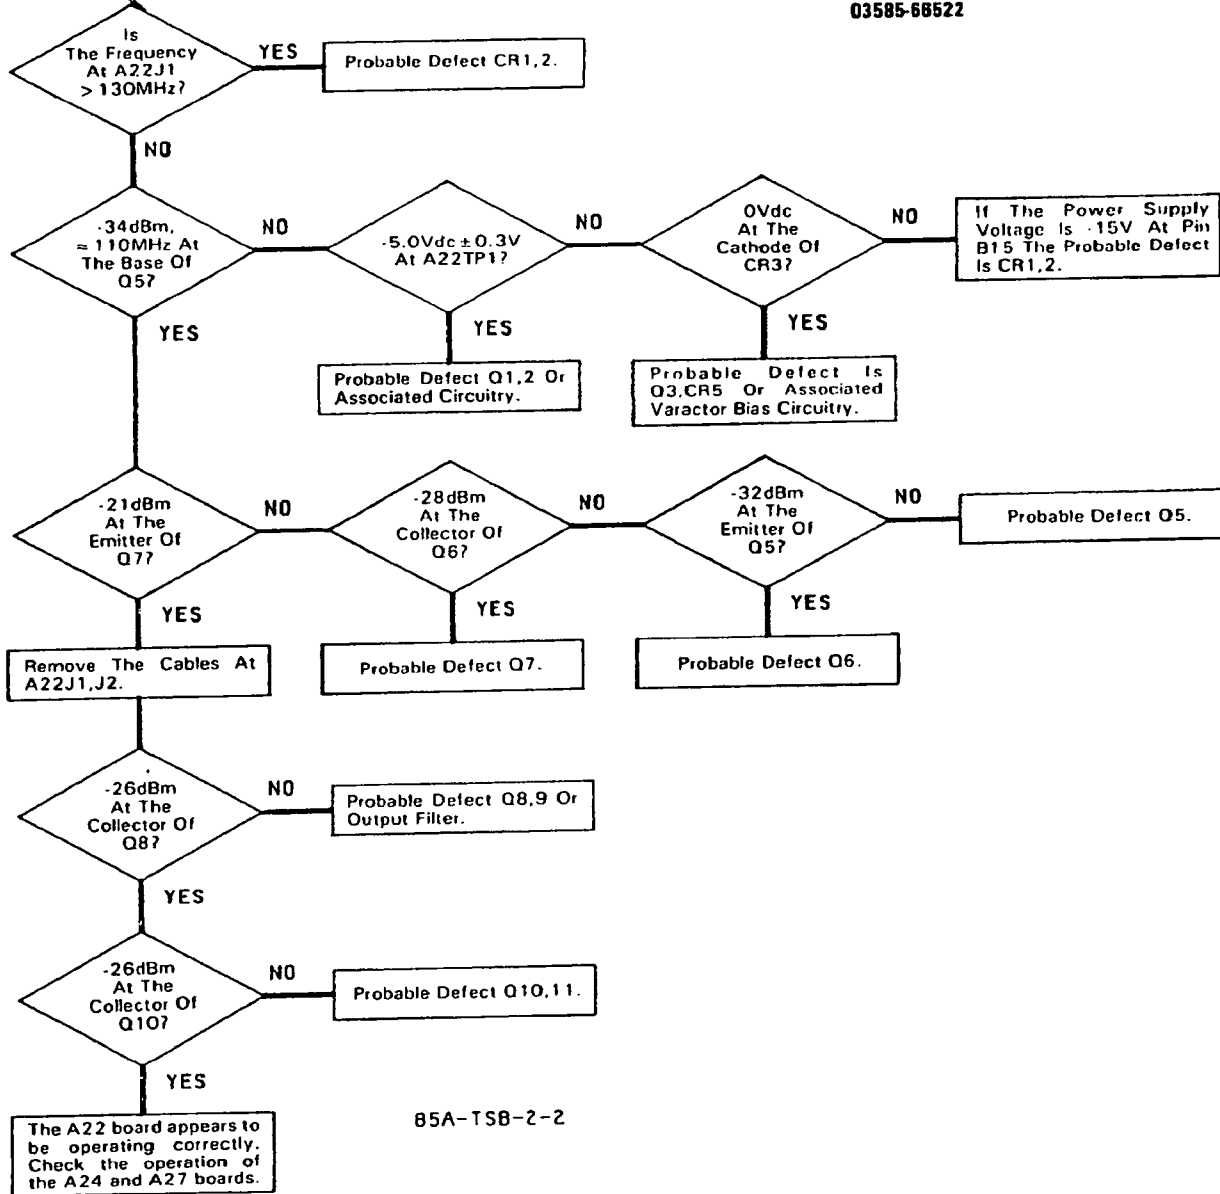 03585-66522
Is
The Frequency
At A22J1
> 130MHz?
YES
Probable Defect CR1,2.
NO
-34dBm,
≈ 110MHz At
The Base Of
Q5?
NO
-5.0Vdc ± 0.3V
At A22TP1?
NO
0Vdc
At The
Cathode Of
CR3?
NO
If The Power Supply
Voltage Is -15V At Pin
B15 The Probable Defect
Is CR1,2.
YES
YES
YES
Probable Defect Q1,2 Or
Associated Circuitry.
Probable Defect Is
Q3,CR5 Or Associated
Varactor Bias Circuitry.
-21dBm
At The
Emitter Of
Q7?
NO
-28dBm
At The
Collector Of
Q6?
NO
-32dBm
At The
Emitter Of
Q5?
NO
Probable Defect Q5.
YES
YES
YES
Remove The Cables At
A22J1,J2.
Probable Defect Q7.
Probable Defect Q6.
-26dBm
At The
Collector Of
Q8?
NO
Probable Defect Q8,9 Or
Output Filter.
YES
-26dBm
At The
Collector Of
Q10?
NO
Probable Defect Q10,11.
YES
The A22 board appears to
be operating correctly.
Check the operation of
the A24 and A27 boards.
85A-TSB-2-2